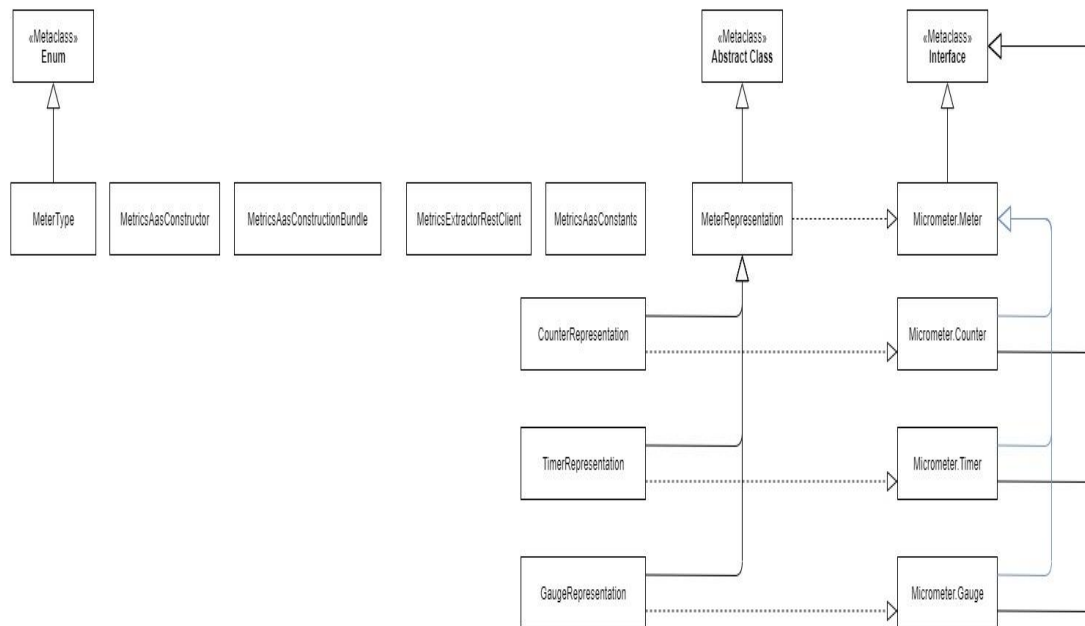 «Metaclass»
Enum
«Metaclass»
Abstract Class
«Metaclass»
Interface
MeterType
MetricsAasConstructor
MetricsAasConstructionBundle
MetricsExtractorRestClient
MetricsAasConstants
MeterRepresentation
Micrometer.Meter
CounterRepresentation
Micrometer.Counter
TimerRepresentation
Micrometer.Timer
GaugeRepresentation
Micrometer.Gauge